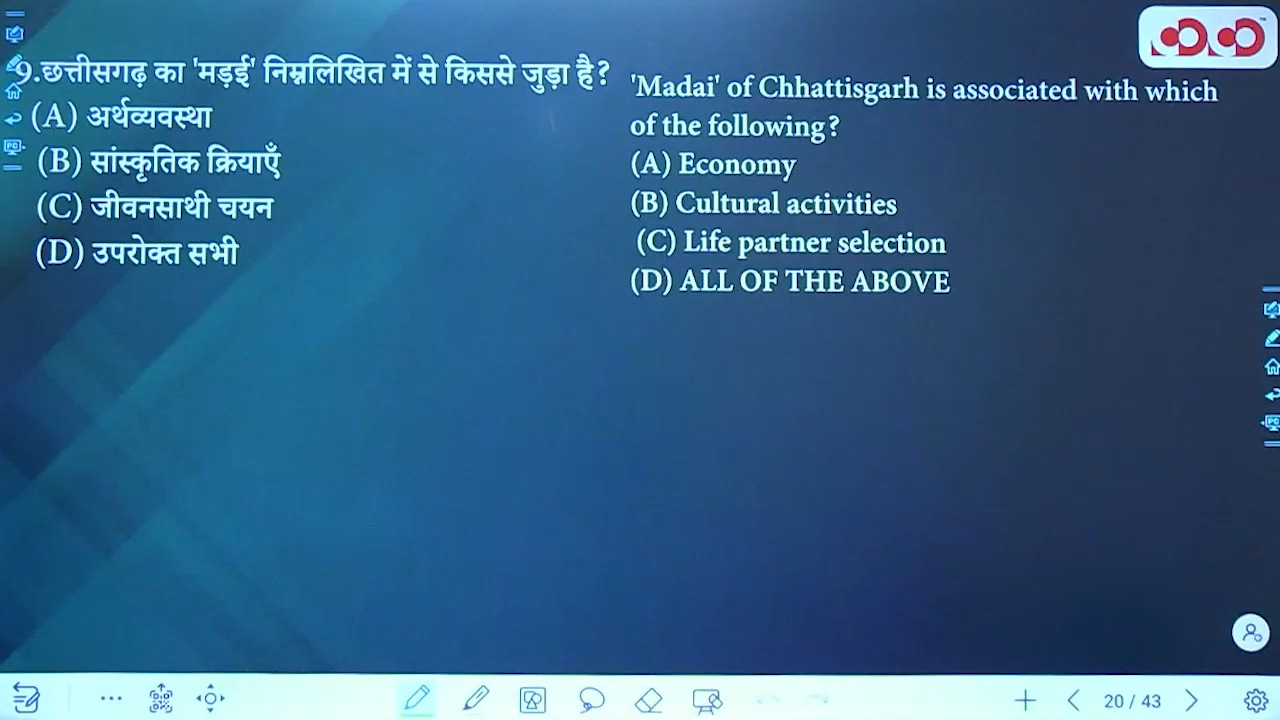 9.छत्तीसगढ़ का 'मड़ई' निम्नलिखित में से किससे जुड़ा है?
(A) अर्थव्यवस्था
(B) सांस्कृतिक क्रियाएँ
(C) जीवनसाथी चयन
(D) उपरोक्त सभी
'Madai' of Chhattisgarh is associated with which
of the following?
(A) Economy
(B) Cultural activities
(C) Life partner selection
(D) ALL OF THE ABOVE
20 / 43